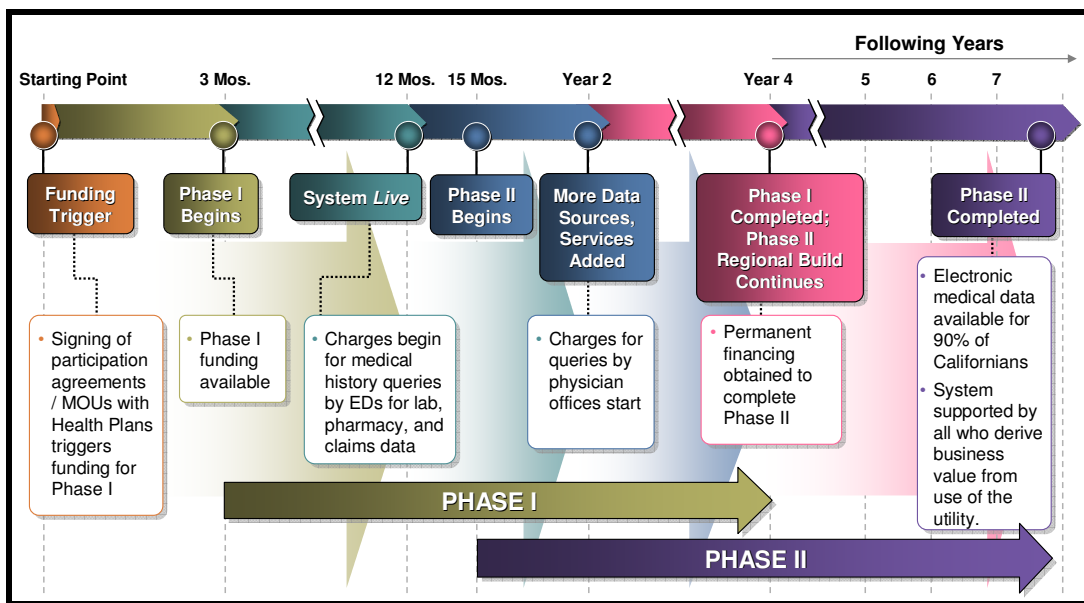 Following Years
Starting Point
3 Mos.
12 Mos.
15 Mos.
Year 2
Year 4
5
6
7
Funding
Trigger
Phase I
Begins
System Live
Phase II
Begins
More Data
Sources,
Services
Added
Phase I
Completed;
Phase II
Regional Build
Continues
Phase II
Completed
• Signing of
participation
agreements
/ MOUs with
Health Plans
triggers
funding for
Phase I
• Phase I
funding
available
• Charges begin
for medical
history queries
by EDs for lab,
pharmacy, and
claims data
• Charges for
queries by
physician
offices start
• Permanent
financing
obtained to
complete
Phase II
• Electronic
medical data
available for
90% of
Californians
• System
supported by
all who derive
business
value from
use of the
utility.
PHASE I
PHASE II